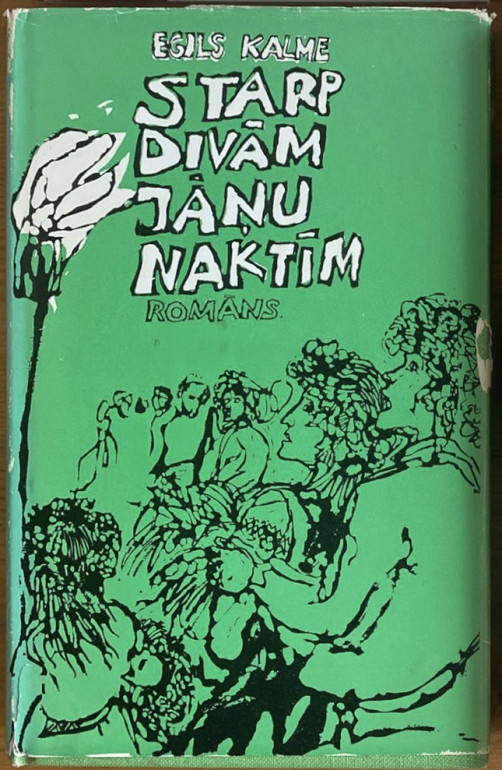 EGILS KALME
STARP
DIVĀM
JĀŅU
NAKTĪM
ROMĀNS.